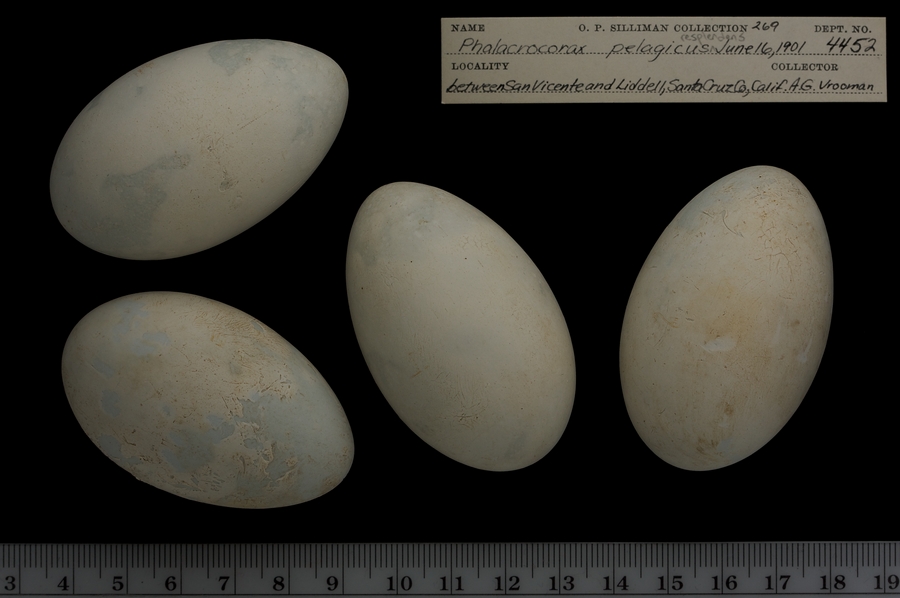 NAME O. P. SILLIMAN COLLECTION 269 DEPT. NO.
resplendens
Phalacrocorax pelagicus June 16, 1901 4452
LOCALITY COLLECTOR
between San Vicente and Liddell, Santa Cruz Co, Calif. A.G. Vrooman
3 4 5 6 7 8 9 10 11 12 13 14 15 16 17 18 19